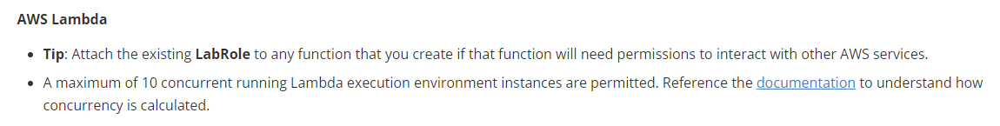 AWS Lambda
• Tip: Attach the existing LabRole to any function that you create if that function will need permissions to interact with other AWS services.
• A maximum of 10 concurrent running Lambda execution environment instances are permitted. Reference the documentation to understand how
concurrency is calculated.